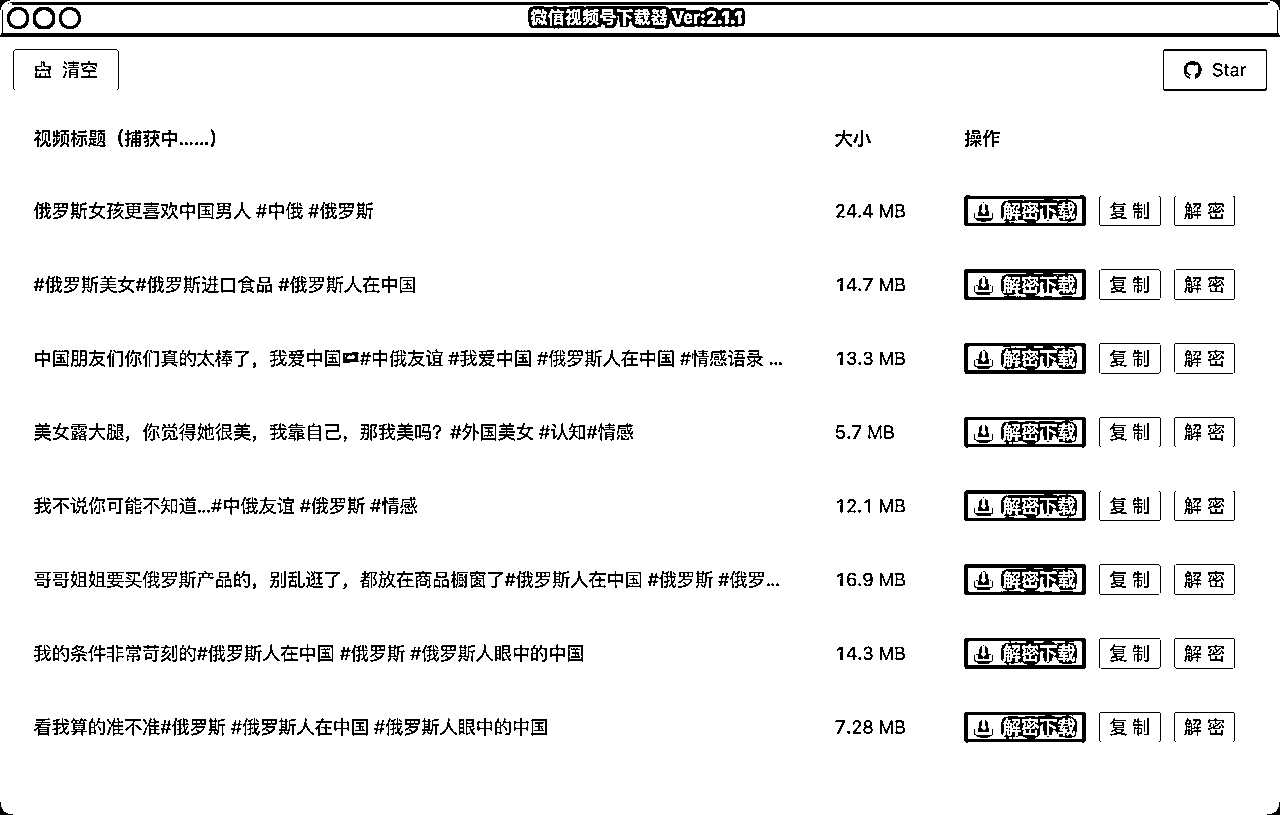 微信视频号下载器 Ver:2.1.1
清空 Star
视频标题（捕获中......） 大小 操作
俄罗斯女孩更喜欢中国男人 #中俄 #俄罗斯 24.4 MB 解密下载 复制 解密
#俄罗斯美女#俄罗斯进口食品 #俄罗斯人在中国 14.7 MB 解密下载 复制 解密
中国朋友们你们真的太棒了，我爱中国#中俄友谊 #我爱中国 #俄罗斯人在中国 #情感语录 ... 13.3 MB 解密下载 复制 解密
美女露大腿，你觉得她很美，我靠自己，那我美吗？#外国美女 #认知#情感 5.7 MB 解密下载 复制 解密
我不说你可能不知道...#中俄友谊 #俄罗斯 #情感 12.1 MB 解密下载 复制 解密
哥哥姐姐要买俄罗斯产品的，别乱逛了，都放在商品橱窗了#俄罗斯人在中国 #俄罗斯 #俄罗... 16.9 MB 解密下载 复制 解密
我的条件非常苛刻的#俄罗斯人在中国 #俄罗斯 #俄罗斯人眼中的中国 14.3 MB 解密下载 复制 解密
看我算的准不准#俄罗斯 #俄罗斯人在中国 #俄罗斯人眼中的中国 7.28 MB 解密下载 复制 解密